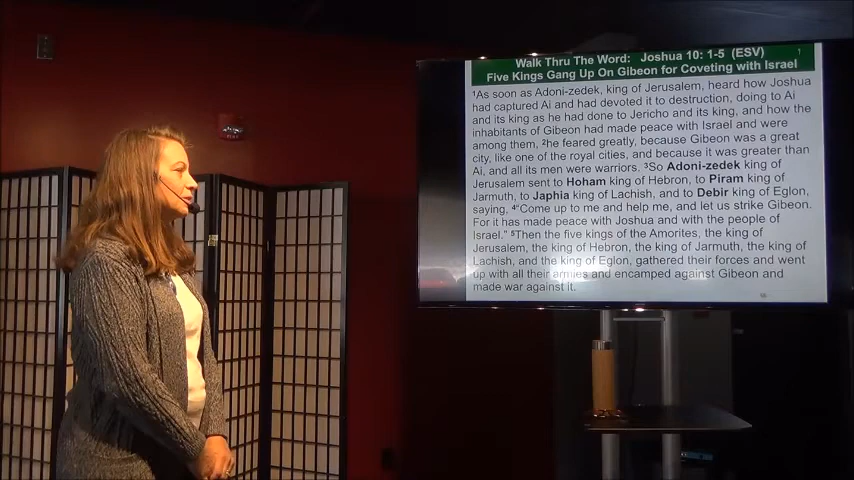 Walk Thru The Word: Joshua 10: 1-5 (ESV) 1
Five Kings Gang Up On Gibeon for Coveting with Israel
¹As soon as Adoni-zedek, king of Jerusalem, heard how Joshua
had captured Ai and had devoted it to destruction, doing to Ai
and its king as he had done to Jericho and its king, and how the
inhabitants of Gibeon had made peace with Israel and were
among them, ²he feared greatly, because Gibeon was a great
city, like one of the royal cities, and because it was greater than
Ai, and all its men were warriors. ³So Adoni-zedek king of
Jerusalem sent to Hoham king of Hebron, to Piram king of
Jarmuth, to Japhia king of Lachish, and to Debir king of Eglon,
saying, ⁴"Come up to me and help me, and let us strike Gibeon.
For it has made peace with Joshua and with the people of
Israel." ⁵Then the five kings of the Amorites, the king of
Jerusalem, the king of Hebron, the king of Jarmuth, the king of
Lachish, and the king of Eglon, gathered their forces and went
up with all their armies and encamped against Gibeon and
made war against it.